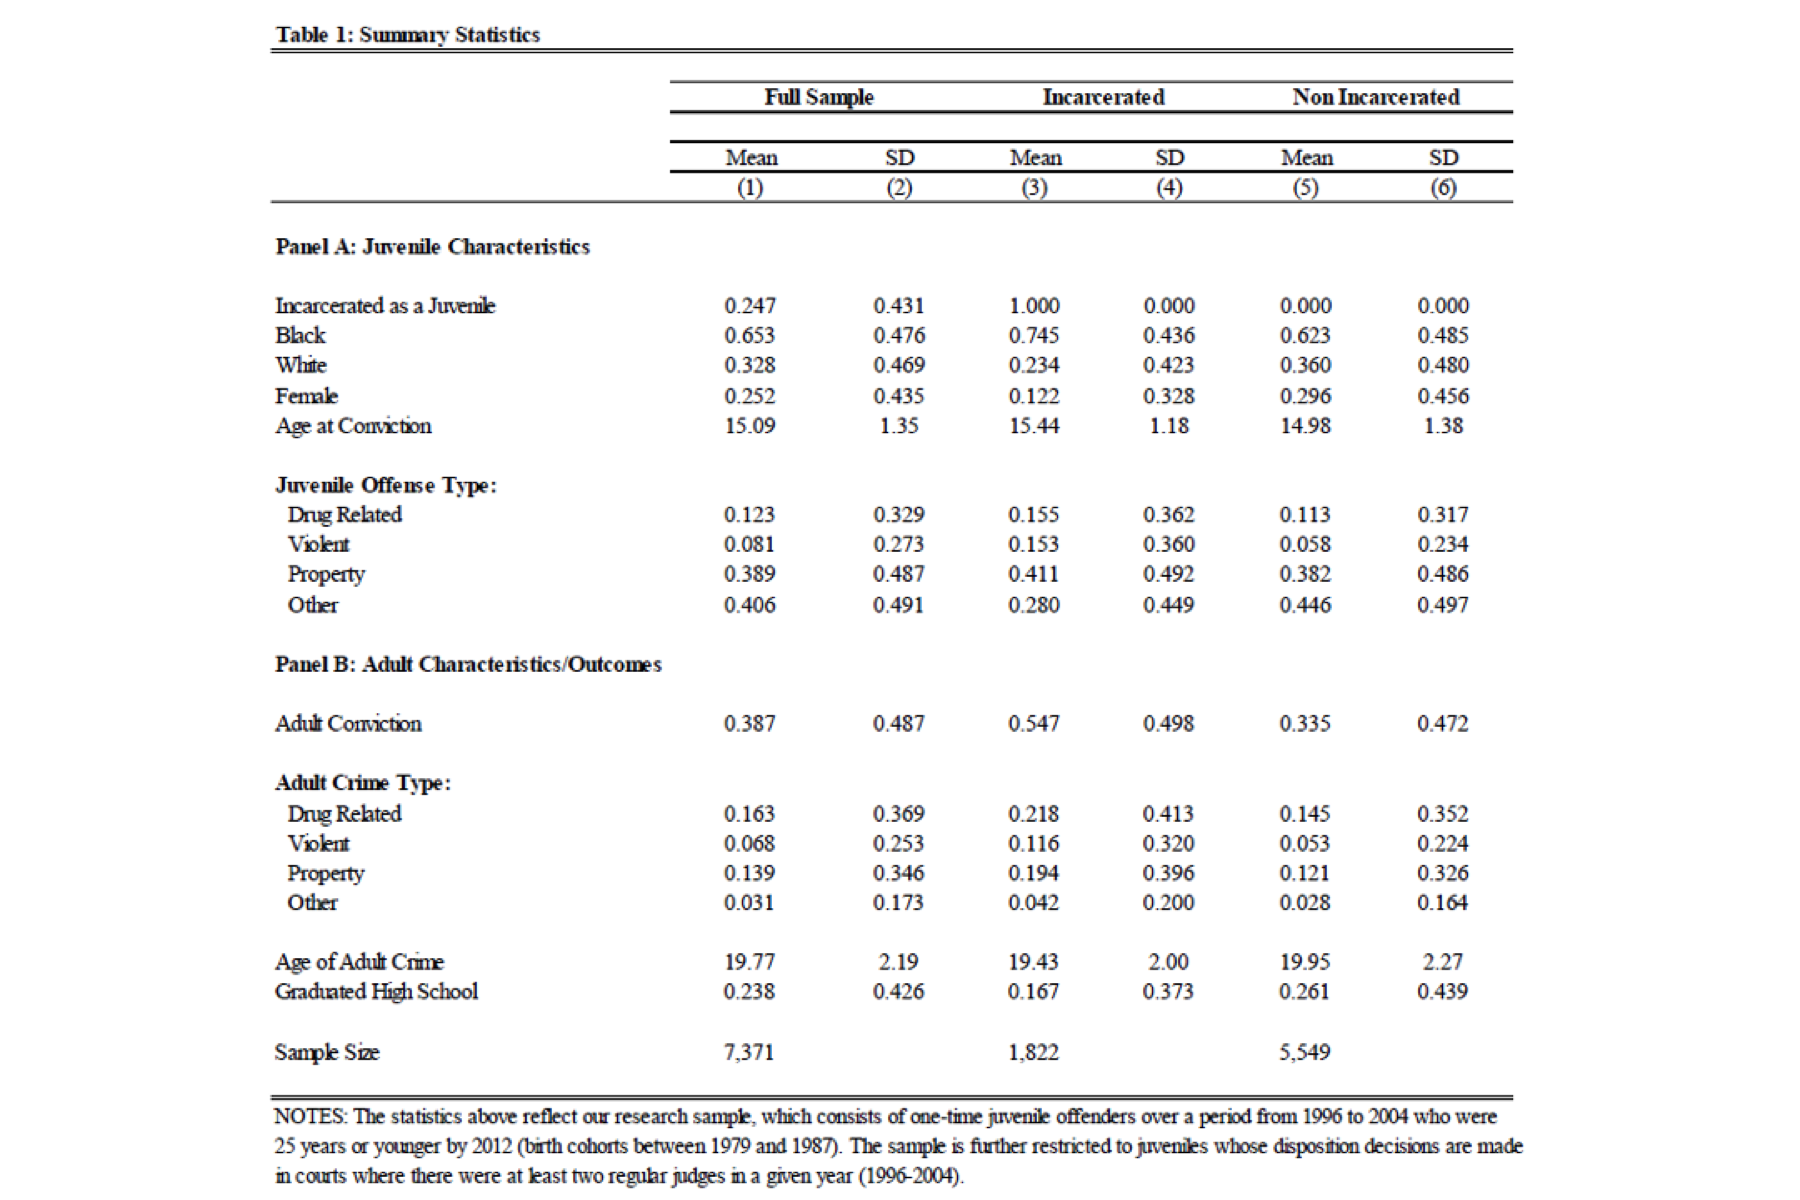 Table 1: Summary Statistics
Full Sample Incarcerated Non Incarcerated
Mean SD Mean SD Mean SD
(1) (2) (3) (4) (5) (6)
Panel A: Juvenile Characteristics
Incarcerated as a Juvenile 0.247 0.431 1.000 0.000 0.000 0.000
Black 0.653 0.476 0.745 0.436 0.623 0.485
White 0.328 0.469 0.234 0.423 0.360 0.480
Female 0.252 0.435 0.122 0.328 0.296 0.456
Age at Conviction 15.09 1.35 15.44 1.18 14.98 1.38
Juvenile Offense Type:
Drug Related 0.123 0.329 0.155 0.362 0.113 0.317
Violent 0.081 0.273 0.153 0.360 0.058 0.234
Property 0.389 0.487 0.411 0.492 0.382 0.486
Other 0.406 0.491 0.280 0.449 0.446 0.497
Panel B: Adult Characteristics/Outcomes
Adult Conviction 0.387 0.487 0.547 0.498 0.335 0.472
Adult Crime Type:
Drug Related 0.163 0.369 0.218 0.413 0.145 0.352
Violent 0.068 0.253 0.116 0.320 0.053 0.224
Property 0.139 0.346 0.194 0.396 0.121 0.326
Other 0.031 0.173 0.042 0.200 0.028 0.164
Age of Adult Crime 19.77 2.19 19.43 2.00 19.95 2.27
Graduated High School 0.238 0.426 0.167 0.373 0.261 0.439
Sample Size 7,371 1,822 5,549
NOTES: The statistics above reflect our research sample, which consists of one-time juvenile offenders over a period from 1996 to 2004 who were
25 years or younger by 2012 (birth cohorts between 1979 and 1987). The sample is further restricted to juveniles whose disposition decisions are made
in courts where there were at least two regular judges in a given year (1996-2004).